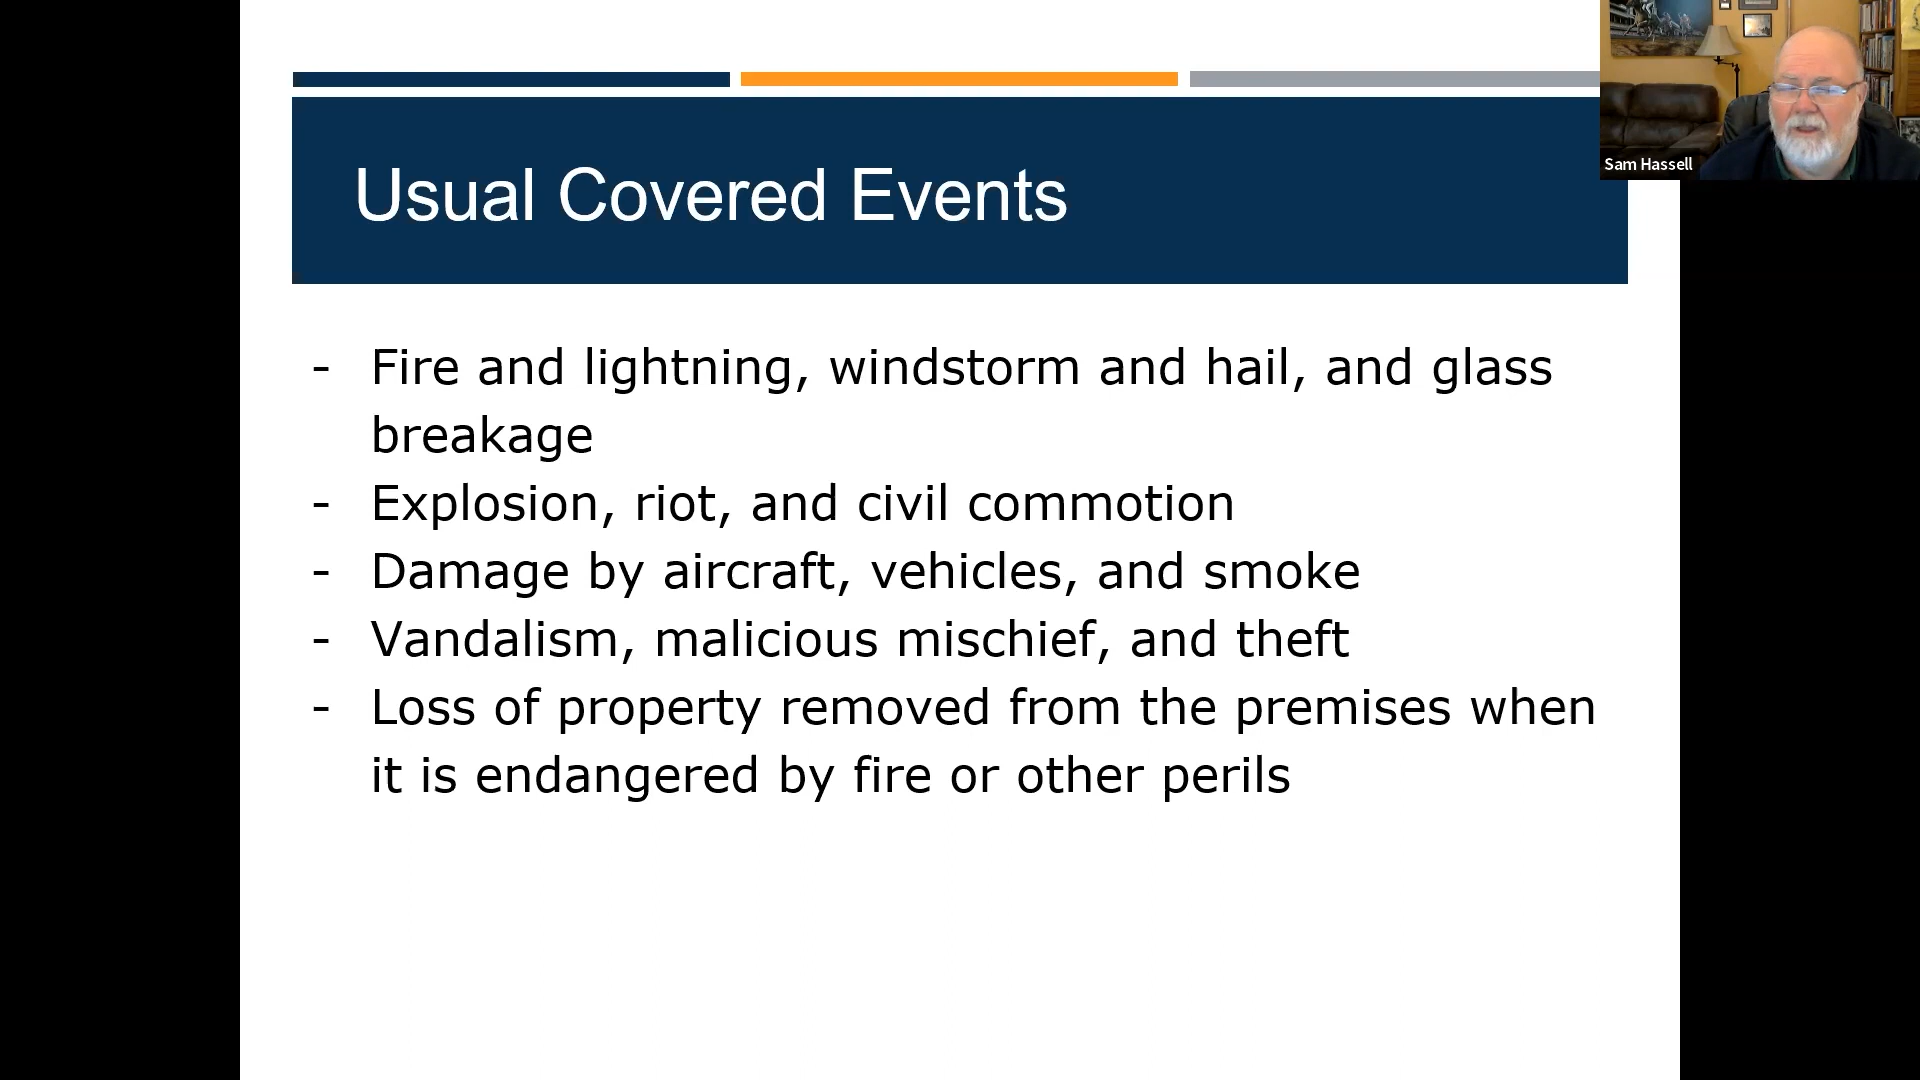 Usual Covered Events
Sam Hassell
- Fire and lightning, windstorm and hail, and glass
breakage
- Explosion, riot, and civil commotion
- Damage by aircraft, vehicles, and smoke
- Vandalism, malicious mischief, and theft
- Loss of property removed from the premises when
it is endangered by fire or other perils